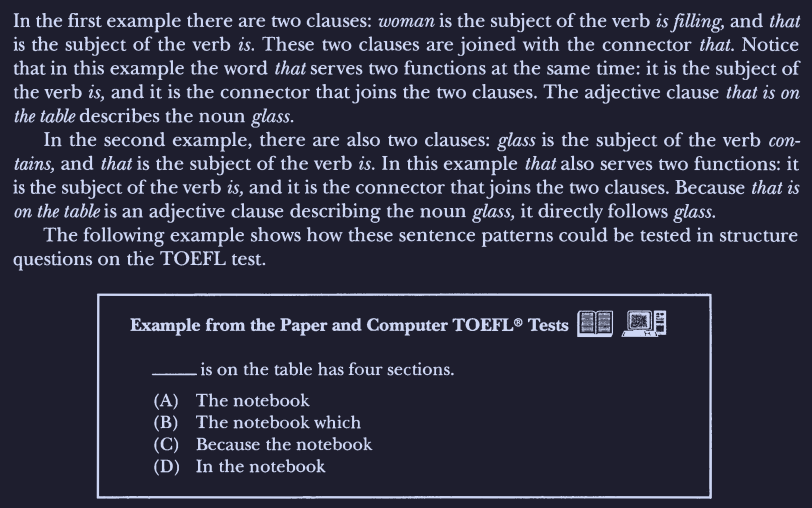 In the first example there are two clauses: woman is the subject of the verb is filling, and that
is the subject of the verb is. These two clauses are joined with the connector that. Notice
that in this example the word that serves two functions at the same time: it is the subject of
the verb is, and it is the connector that joins the two clauses. The adjective clause that is on
the table describes the noun glass.
In the second example, there are also two clauses: glass is the subject of the verb con-
tains, and that is the subject of the verb is. In this example that also serves two functions: it
is the subject of the verb is, and it is the connector that joins the two clauses. Because that is
on the table is an adjective clause describing the noun glass, it directly follows glass.
The following example shows how these sentence patterns could be tested in structure
questions on the TOEFL test.
Example from the Paper and Computer TOEFL® Tests
_____ is on the table has four sections.
(A) The notebook
(B) The notebook which
(C) Because the notebook
(D) In the notebook